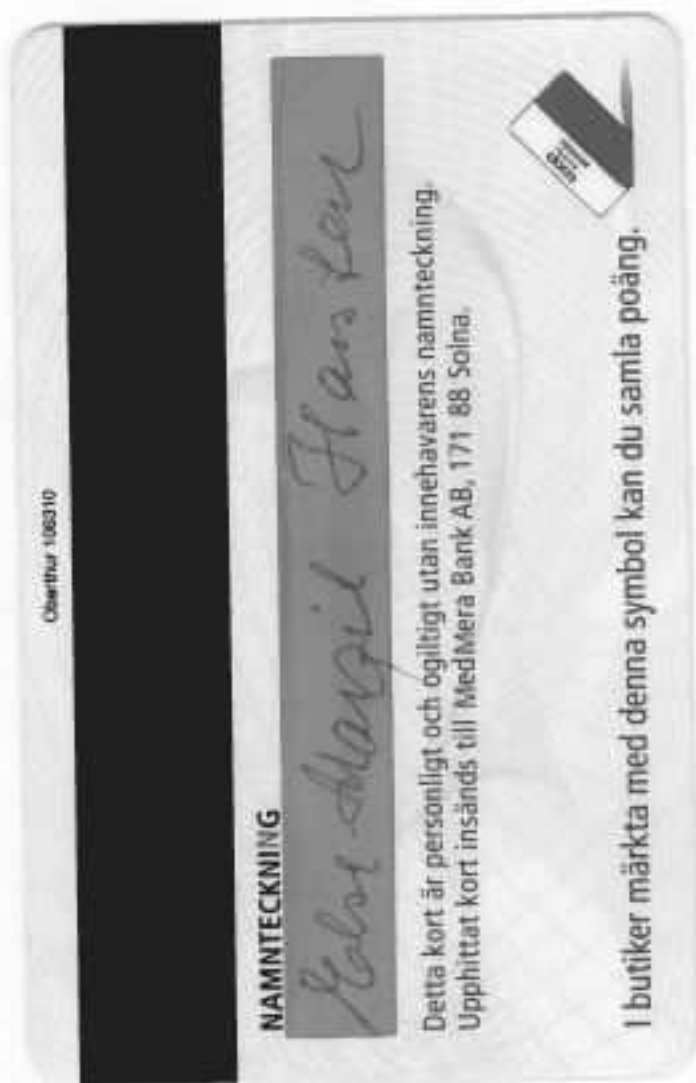 Oberthur 106310
NAMNTECKNING
Detta kort är personligt och ogiltigt utan innehavarens namnteckning.
Upphittat kort insänds till MedMera Bank AB, 171 88 Solna.
I butiker märkta med denna symbol kan du samla poäng.